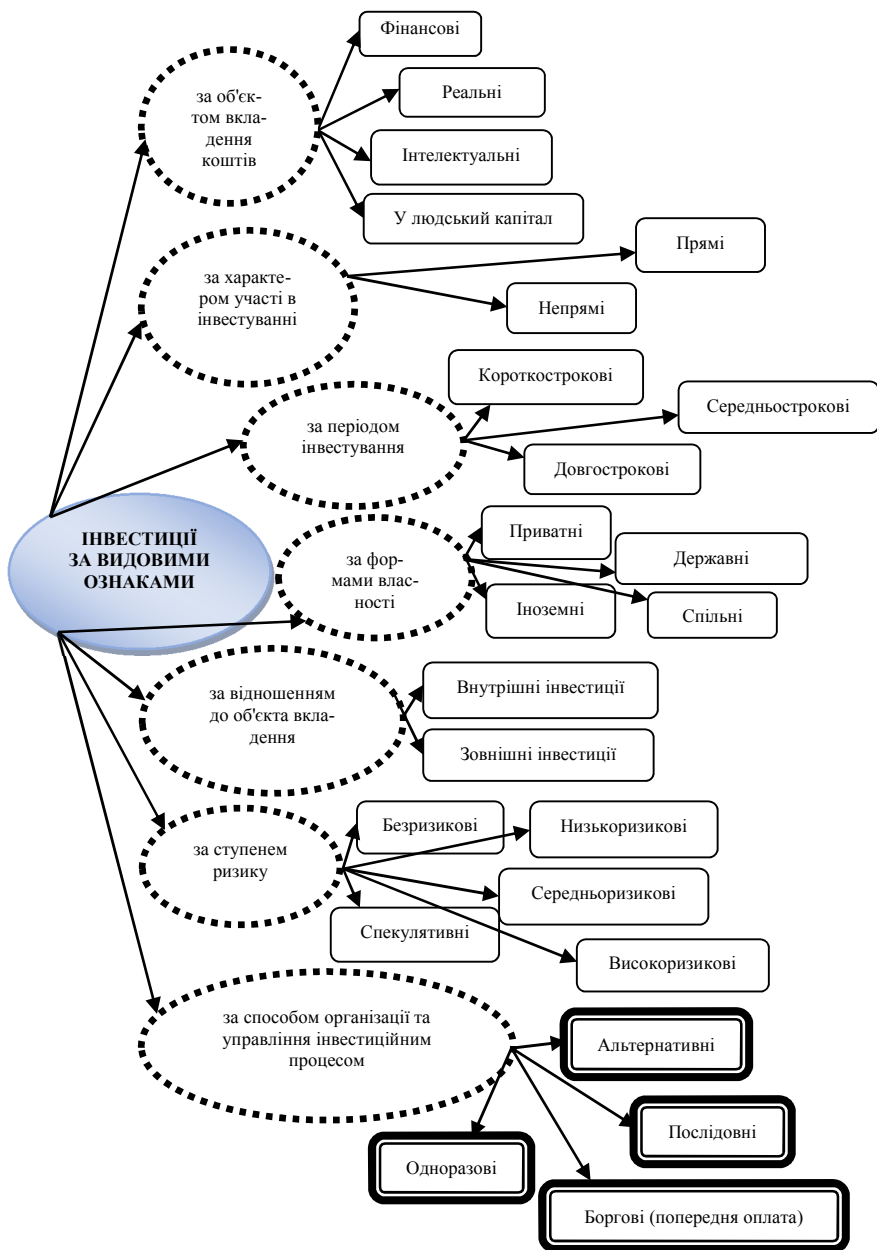 Фінансові
за об'єк-
том вкла-
дення
коштів
Реальні
Інтелектуальні
У людський капітал
Прямі
за характе-
ром участі в
інвестуванні
Непрямі
Короткострокові
Середньострокові
за періодом
інвестування
Довгострокові
ІНВЕСТИЦІЇ
ЗА ВИДОВИМИ
ОЗНАКАМИ
Приватні
за фор-
мами влас-
ності
Державні
Іноземні
Спільні
за відношенням
до об'єкта вкла-
дення
Внутрішні інвестиції
Зовнішні інвестиції
за ступенем
ризику
Безризикові
Низькоризикові
Середньоризикові
Спекулятивні
Високоризикові
за способом організації та
управління інвестиційним
процесом
Альтернативні
Послідовні
Одноразові
Боргові (попередня оплата)